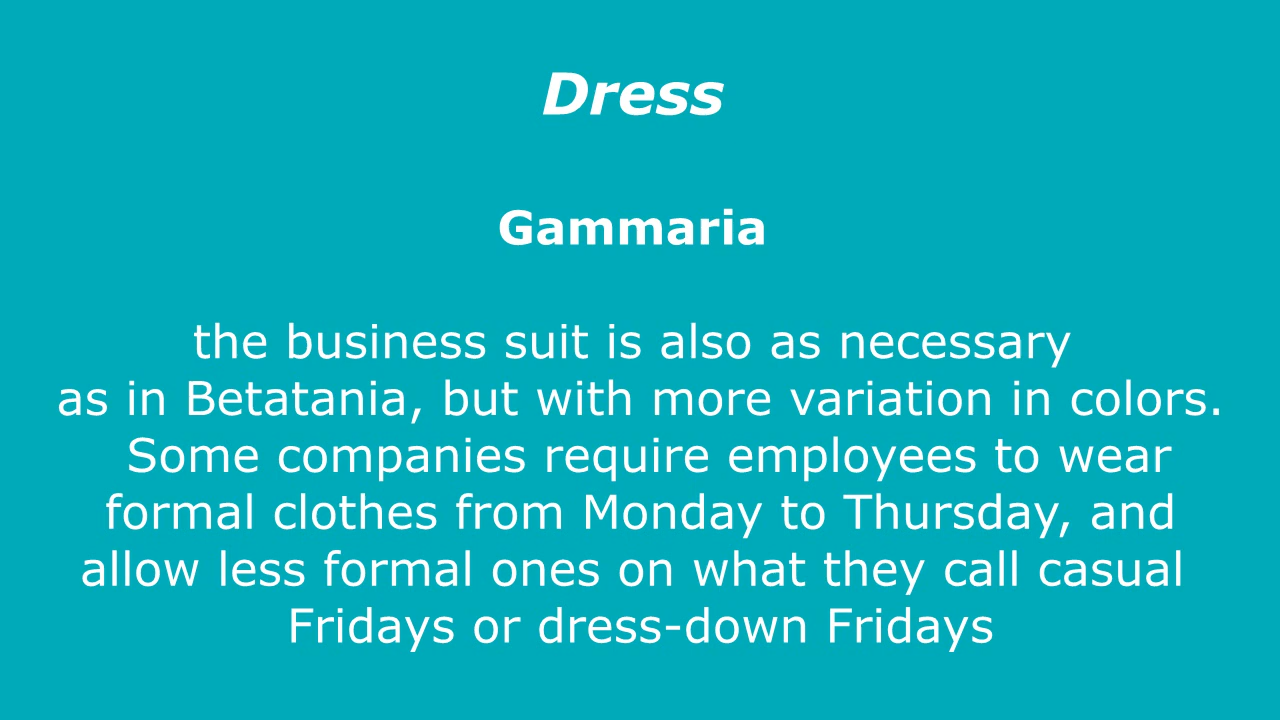 Dress
Gammaria
the business suit is also as necessary
as in Betatania, but with more variation in colors.
Some companies require employees to wear
formal clothes from Monday to Thursday, and
allow less formal ones on what they call casual
Fridays or dress-down Fridays